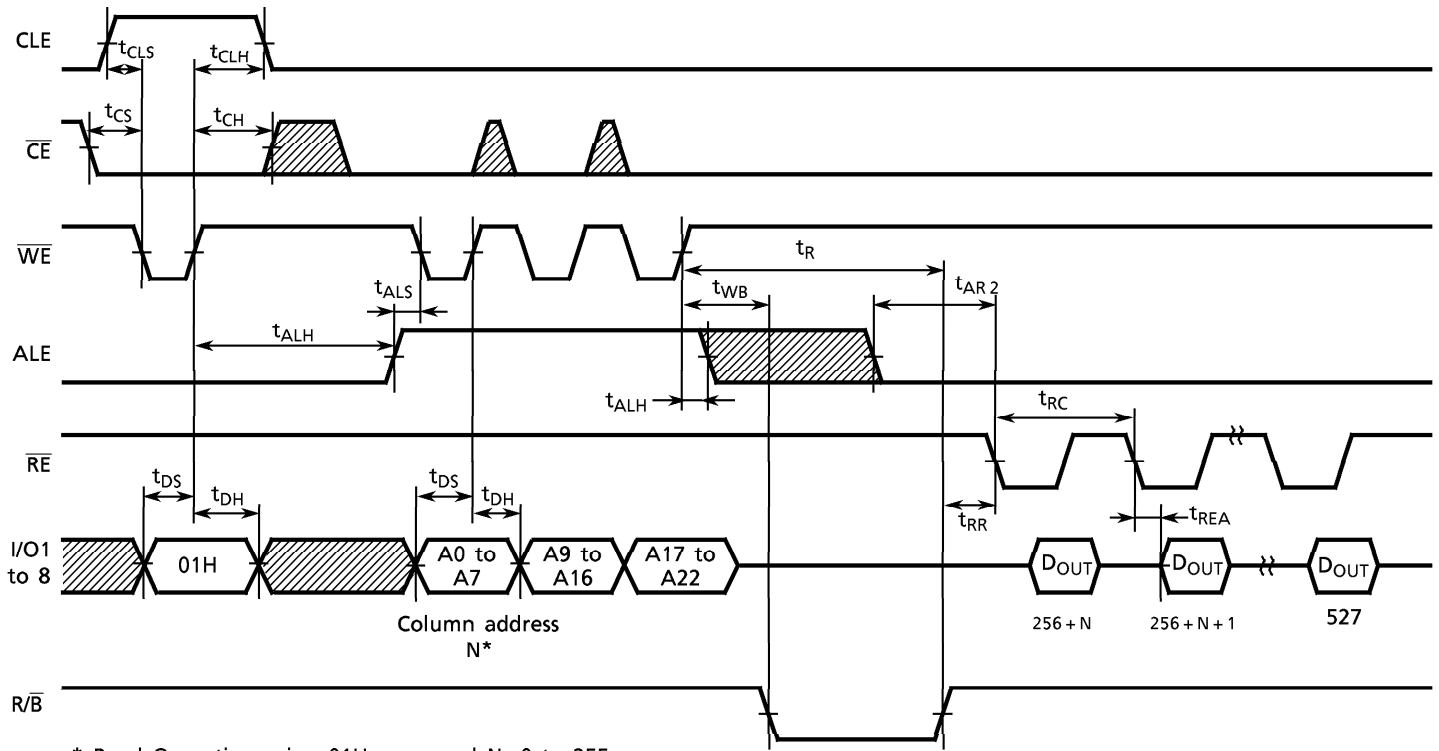 CLE
tCLS
tCLH
CE
tCS
tCH
WE
tR
tALS
tWB
tAR2
ALE
tALH
tALH
tRC
RE
tDS
tDH
tDS
tDH
tRR
tREA
I/O1
to 8
01H
A0 to
A7
A9 to
A16
A17 to
A22
DOUT
DOUT
DOUT
Column address
N*
256 + N
256 + N + 1
527
R/B